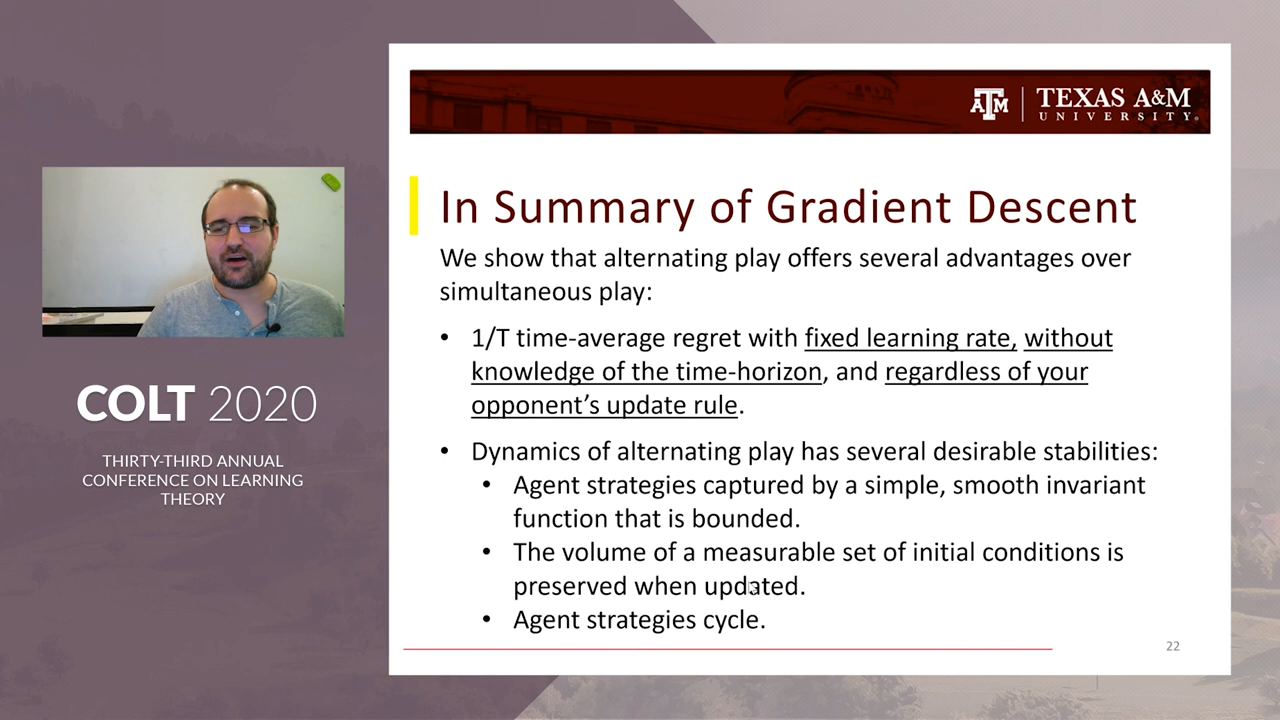 TEXAS A&M
UNIVERSITY®
In Summary of Gradient Descent
We show that alternating play offers several advantages over
simultaneous play:
• 1/T time-average regret with fixed learning rate, without
knowledge of the time-horizon, and regardless of your
opponent’s update rule.
• Dynamics of alternating play has several desirable stabilities:
• Agent strategies captured by a simple, smooth invariant
function that is bounded.
• The volume of a measurable set of initial conditions is
preserved when updated.
• Agent strategies cycle.
22
COLT 2020
THIRTY-THIRD ANNUAL
CONFERENCE ON LEARNING
THEORY